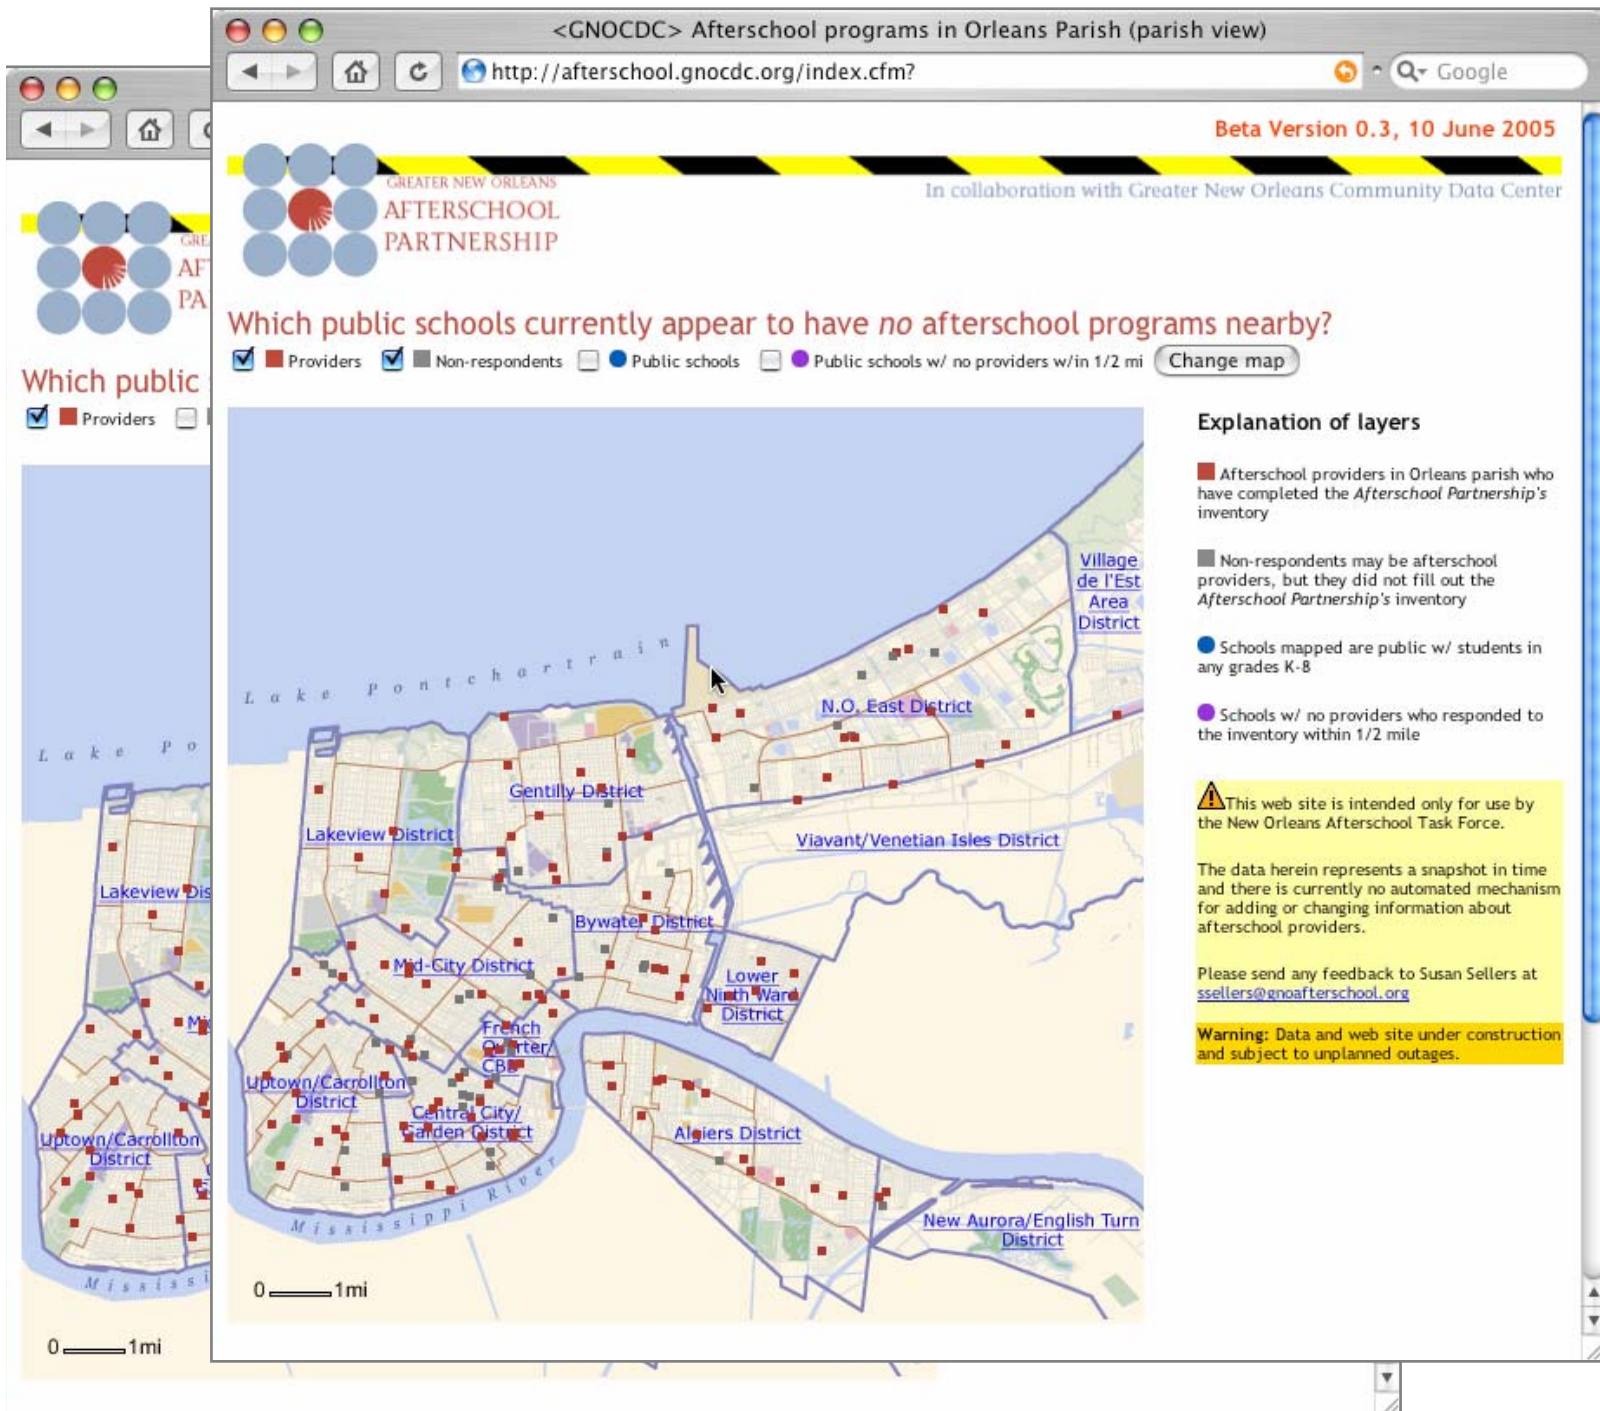 <GNOCDC> Afterschool programs in Orleans Parish (parish view)
http://afterschool.gnocdc.org/index.cfm?
Google
Beta Version 0.3, 10 June 2005
GREATER NEW ORLEANS
AFTERSCHOOL
PARTNERSHIP
In collaboration with Greater New Orleans Community Data Center
Which public schools currently appear to have no afterschool programs nearby?
Providers Non-respondents Public schools Public schools w/ no providers w/in 1/2 mi Change map
Lake Pontchartrain
Village
de l'Est
Area
District
N.O. East District
Gentilly District
Lakeview District
Viavant/Venetian Isles District
Bywater District
Mid-City District
Lower
Ninth Ward
District
French
Quarter/
CBD
Uptown/Carrollton
District
Central City/
Garden District
Algiers District
Mississippi River
New Aurora/English Turn
District
0 1mi
Explanation of layers
Afterschool providers in Orleans parish who
have completed the Afterschool Partnership's
inventory
Non-respondents may be afterschool
providers, but they did not fill out the
Afterschool Partnership's inventory
Schools mapped are public w/ students in
any grades K-8
Schools w/ no providers who responded to
the inventory within 1/2 mile
This web site is intended only for use by
the New Orleans Afterschool Task Force.
The data herein represents a snapshot in time
and there is currently no automated mechanism
for adding or changing information about
afterschool providers.
Please send any feedback to Susan Sellers at
ssellers@gnoafterschool.org
Warning: Data and web site under construction
and subject to unplanned outages.
GRE
AF
PA
Which public
Providers
Lake Po
Lakeview Dis
Mi
Uptown/Carrollton
District
Mississi
0 1mi